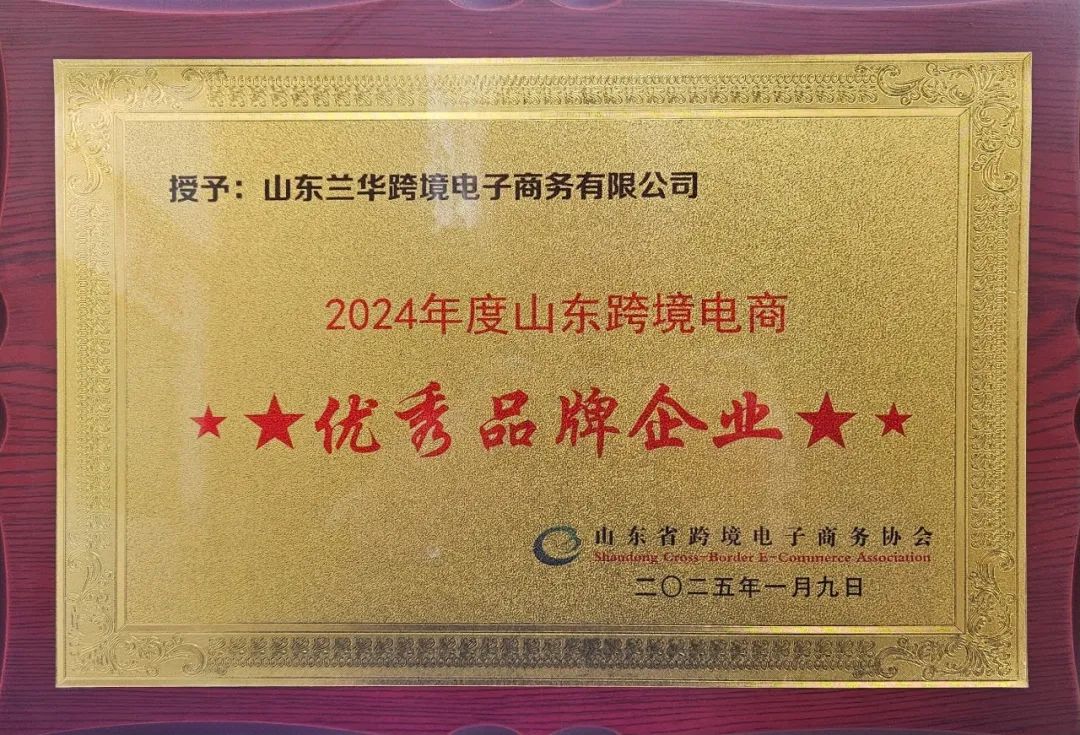 授予：山东兰华跨境电子商务有限公司
2024年度山东跨境电商
★★优秀品牌企业★★
山东省跨境电子商务协会
Shandong Cross-Border E-Commerce Association
二〇二五年一月九日